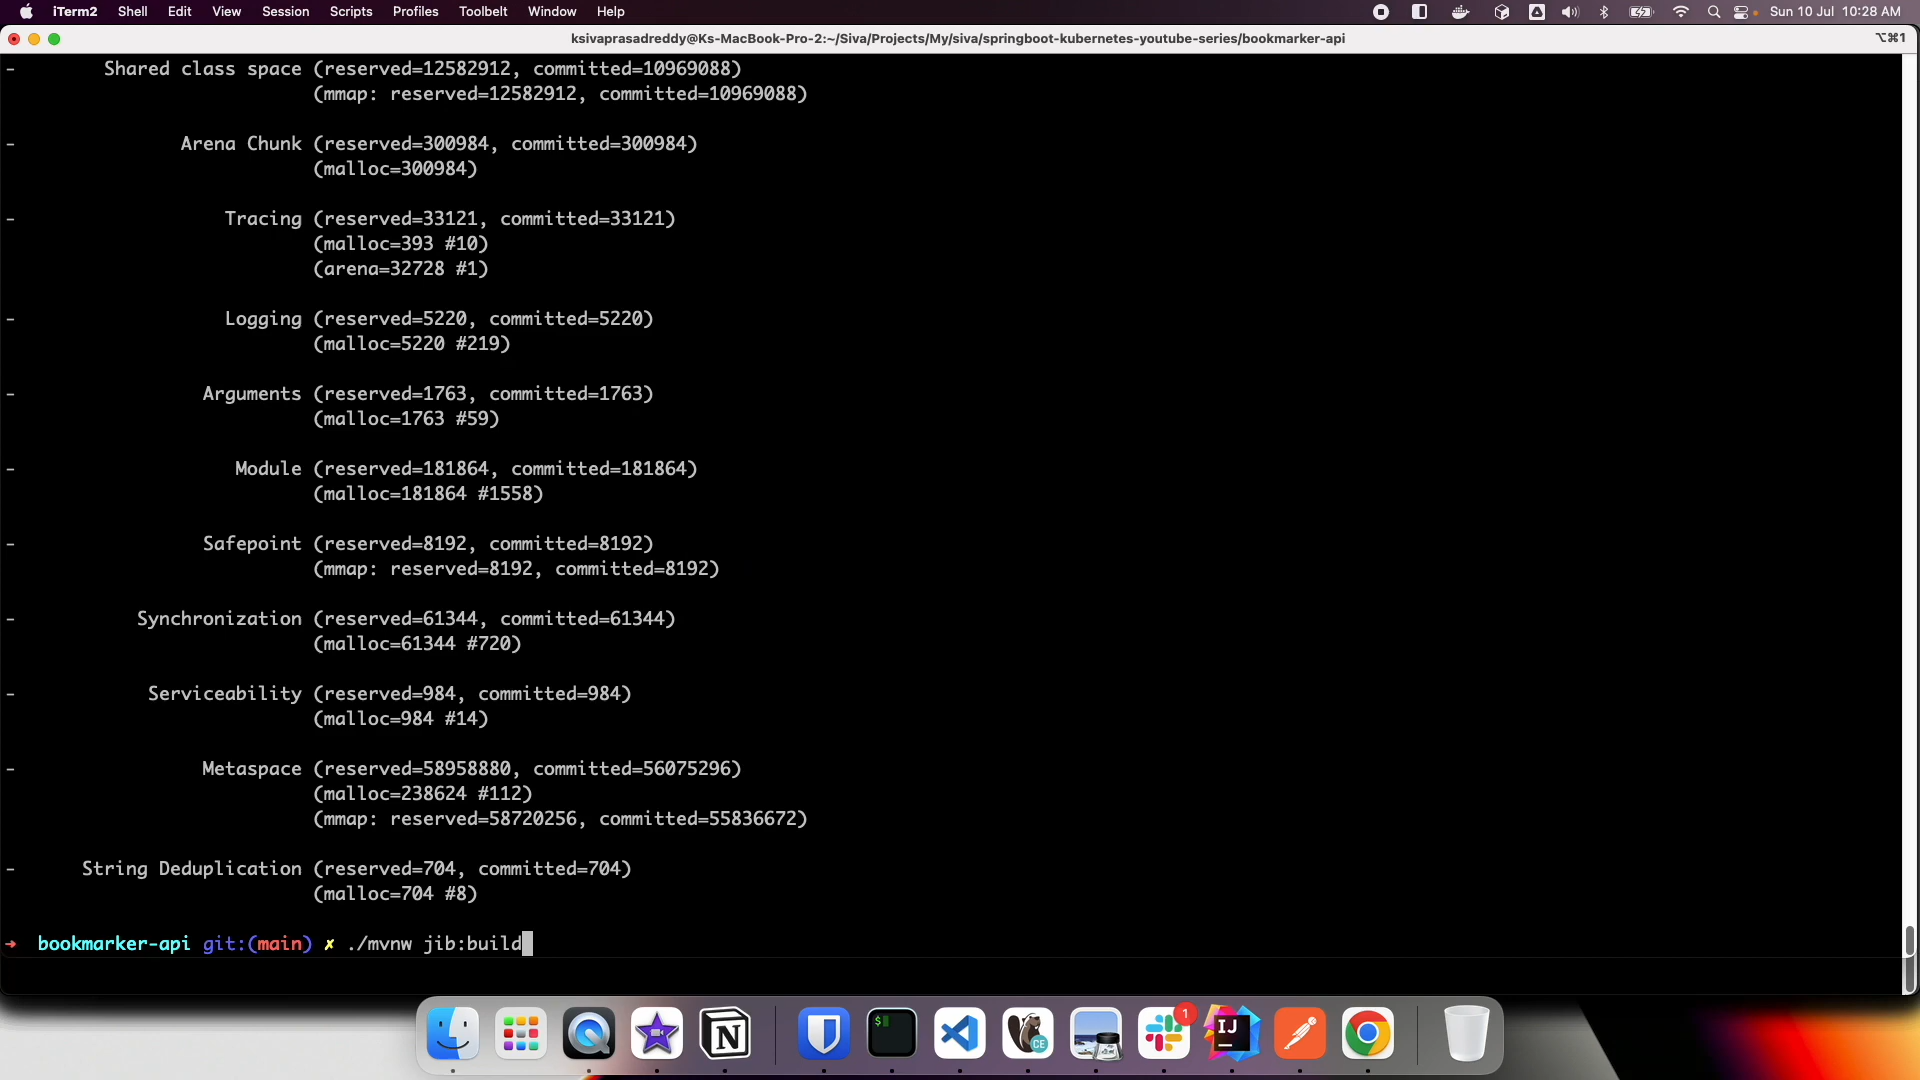 iTerm2 Shell Edit View Session Scripts Profiles Toolbelt Window Help Sun 10 Jul 10:28 AM
ksivaprasadreddy@Ks-MacBook-Pro-2:~/Siva/Projects/My/siva/springboot-kubernetes-youtube-series/bookmarker-api ⌥⌘1
- Shared class space (reserved=12582912, committed=10969088)
(mmap: reserved=12582912, committed=10969088)
- Arena Chunk (reserved=300984, committed=300984)
(malloc=300984)
- Tracing (reserved=33121, committed=33121)
(malloc=393 #10)
(arena=32728 #1)
- Logging (reserved=5220, committed=5220)
(malloc=5220 #219)
- Arguments (reserved=1763, committed=1763)
(malloc=1763 #59)
- Module (reserved=181864, committed=181864)
(malloc=181864 #1558)
- Safepoint (reserved=8192, committed=8192)
(mmap: reserved=8192, committed=8192)
- Synchronization (reserved=61344, committed=61344)
(malloc=61344 #720)
- Serviceability (reserved=984, committed=984)
(malloc=984 #14)
- Metaspace (reserved=58958880, committed=56075296)
(malloc=238624 #112)
(mmap: reserved=58720256, committed=55836672)
- String Deduplication (reserved=704, committed=704)
(malloc=704 #8)
➜ bookmarker-api git:(main) ✗ ./mvnw jib:build
$
CE
1
IJ